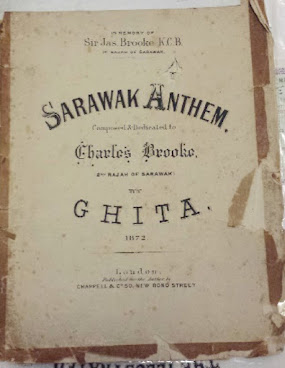 IN MEMORY OF
Sir Jas. Brooke, K.C.B.
1ST RAJAH OF SARAWAK.
SARAWAK ANTHEM,
Composed & Dedicated to
Charles Brooke,
2ND RAJAH OF SARAWAK
BY
GHITA.
1872
London,
Published for the Author by
CHAPPELL & CO 50, NEW BOND STREET.